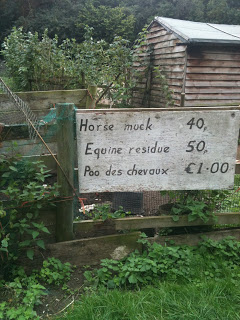 Horse muck 40,
Equine residue 50,
Poo des chevaux €1·00